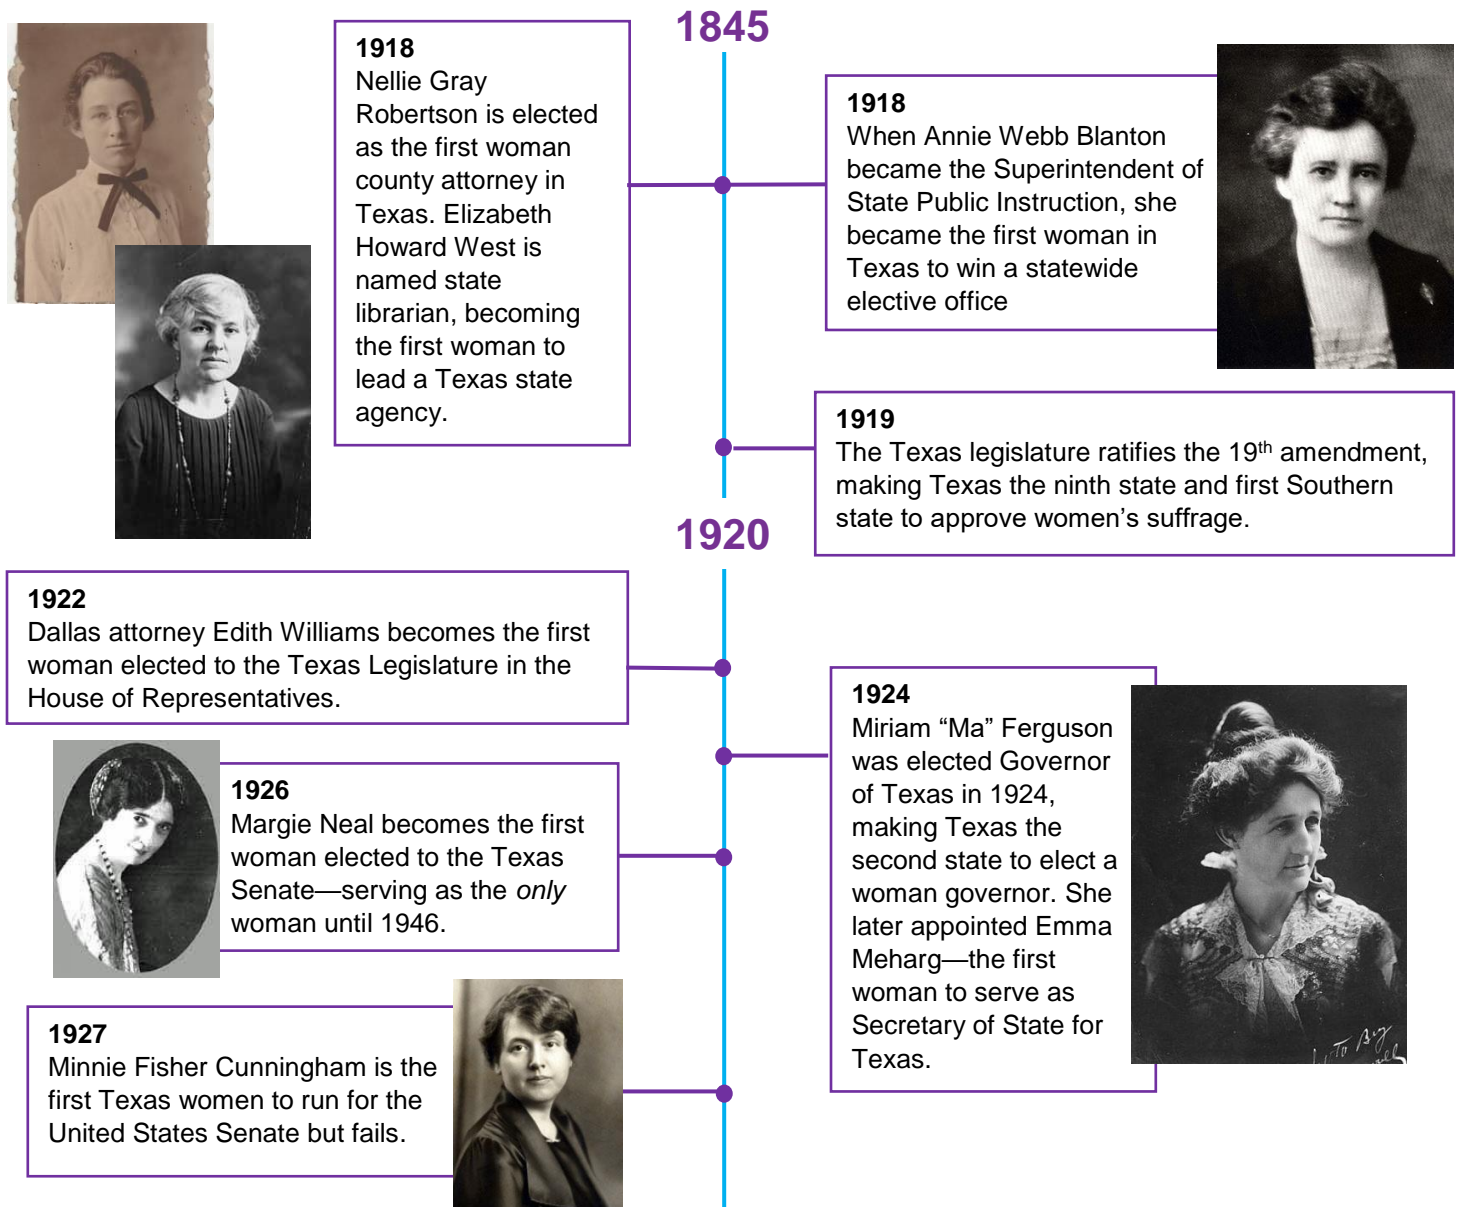 1845
1918
Nellie Gray
Robertson is elected
as the first woman
county attorney in
Texas. Elizabeth
Howard West is
named state
librarian, becoming
the first woman to
lead a Texas state
agency.
1918
When Annie Webb Blanton
became the Superintendent of
State Public Instruction, she
became the first woman in
Texas to win a statewide
elective office
1919
The Texas legislature ratifies the 19th amendment,
making Texas the ninth state and first Southern
state to approve women’s suffrage.
1920
1922
Dallas attorney Edith Williams becomes the first
woman elected to the Texas Legislature in the
House of Representatives.
1924
Miriam “Ma” Ferguson
was elected Governor
of Texas in 1924,
making Texas the
second state to elect a
woman governor. She
later appointed Emma
Meharg—the first
woman to serve as
Secretary of State for
Texas.
1926
Margie Neal becomes the first
woman elected to the Texas
Senate—serving as the only
woman until 1946.
1927
Minnie Fisher Cunningham is the
first Texas women to run for the
United States Senate but fails.